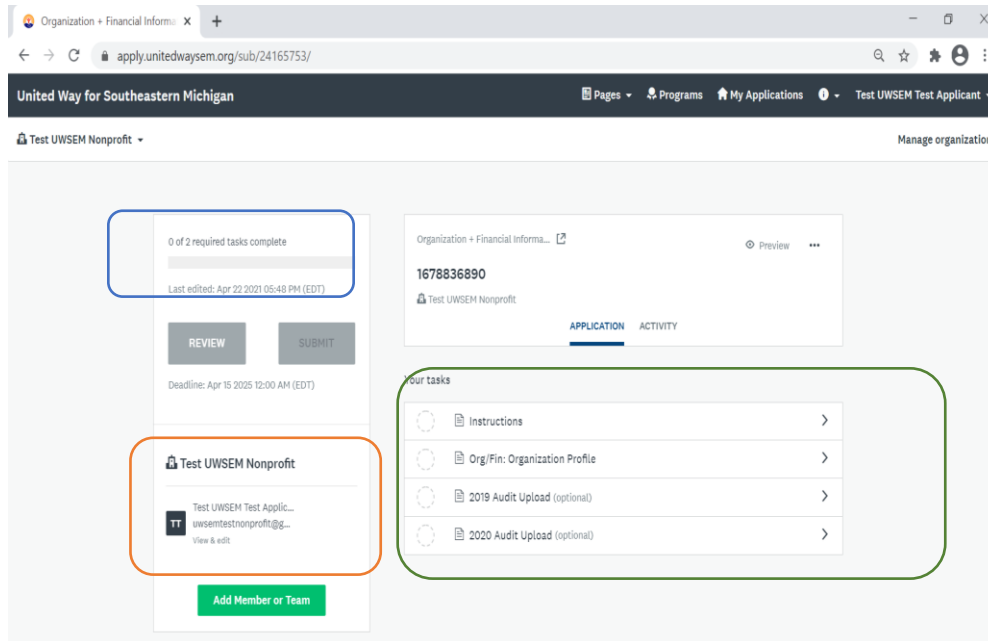 Organization + Financial Informa
apply.unitedwaysem.org/sub/24165753/
United Way for Southeastern Michigan
Pages
Programs
My Applications
Test UWSEM Test Applicant
Test UWSEM Nonprofit
Manage organization
0 of 2 required tasks complete
Last edited: Apr 22 2021 05:48 PM (EDT)
REVIEW
SUBMIT
Deadline: Apr 15 2025 12:00 AM (EDT)
Test UWSEM Nonprofit
TT
Test UWSEM Test Applic...
uwsemtestnonprofit@g...
View & edit
Add Member or Team
Organization + Financial Informa...
Preview
1678836890
Test UWSEM Nonprofit
APPLICATION
ACTIVITY
Your tasks
Instructions
Org/Fin: Organization Profile
2019 Audit Upload (optional)
2020 Audit Upload (optional)